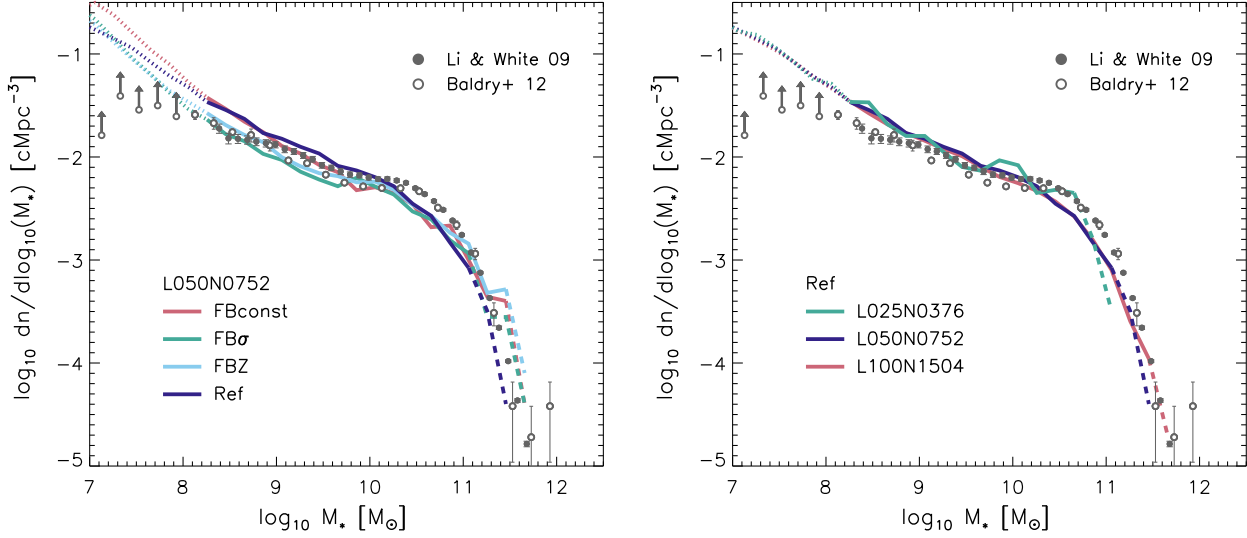 log₁₀ dn/dlog₁₀(M*) [cMpc⁻³]
−1
−2
−3
−4
−5
Li & White 09
Baldry+ 12
L050N0752
FBconst
FBσ
FBZ
Ref
7 8 9 10 11 12
log₁₀ M* [M⊙]
log₁₀ dn/dlog₁₀(M*) [cMpc⁻³]
−1
−2
−3
−4
−5
Li & White 09
Baldry+ 12
Ref
L025N0376
L050N0752
L100N1504
7 8 9 10 11 12
log₁₀ M* [M⊙]